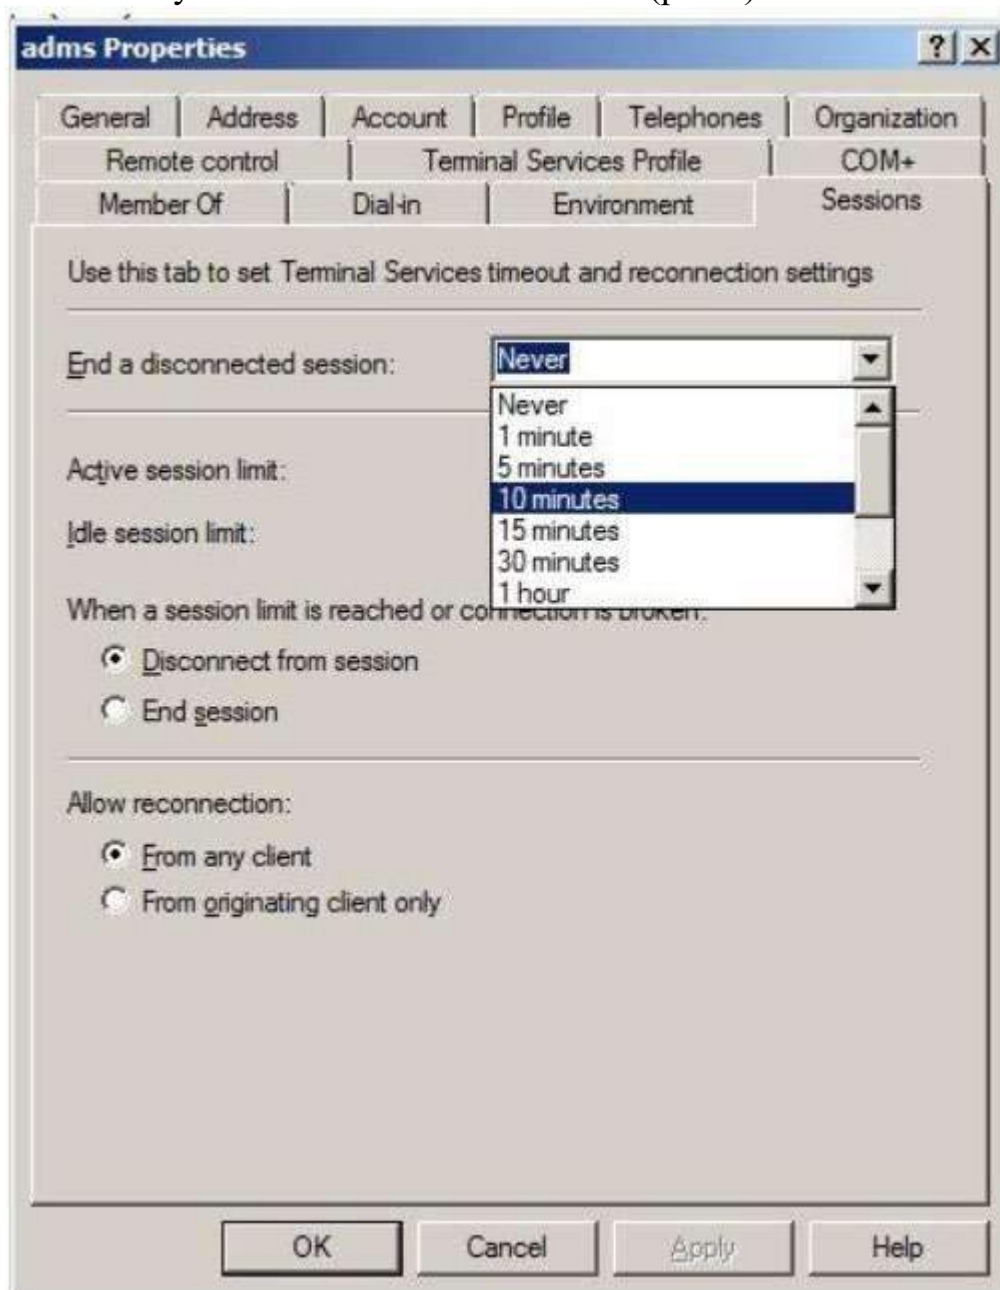 adms Properties
General Address Account Profile Telephones Organization
Remote control Terminal Services Profile COM+
Member Of Dial-in Environment Sessions
Use this tab to set Terminal Services timeout and reconnection settings
End a disconnected session: Never
Never
1 minute
Active session limit: 5 minutes
10 minutes
Idle session limit: 15 minutes
30 minutes
1 hour
When a session limit is reached or connection is broken:
Disconnect from session
End session
Allow reconnection:
From any client
From originating client only
OK Cancel Apply Help